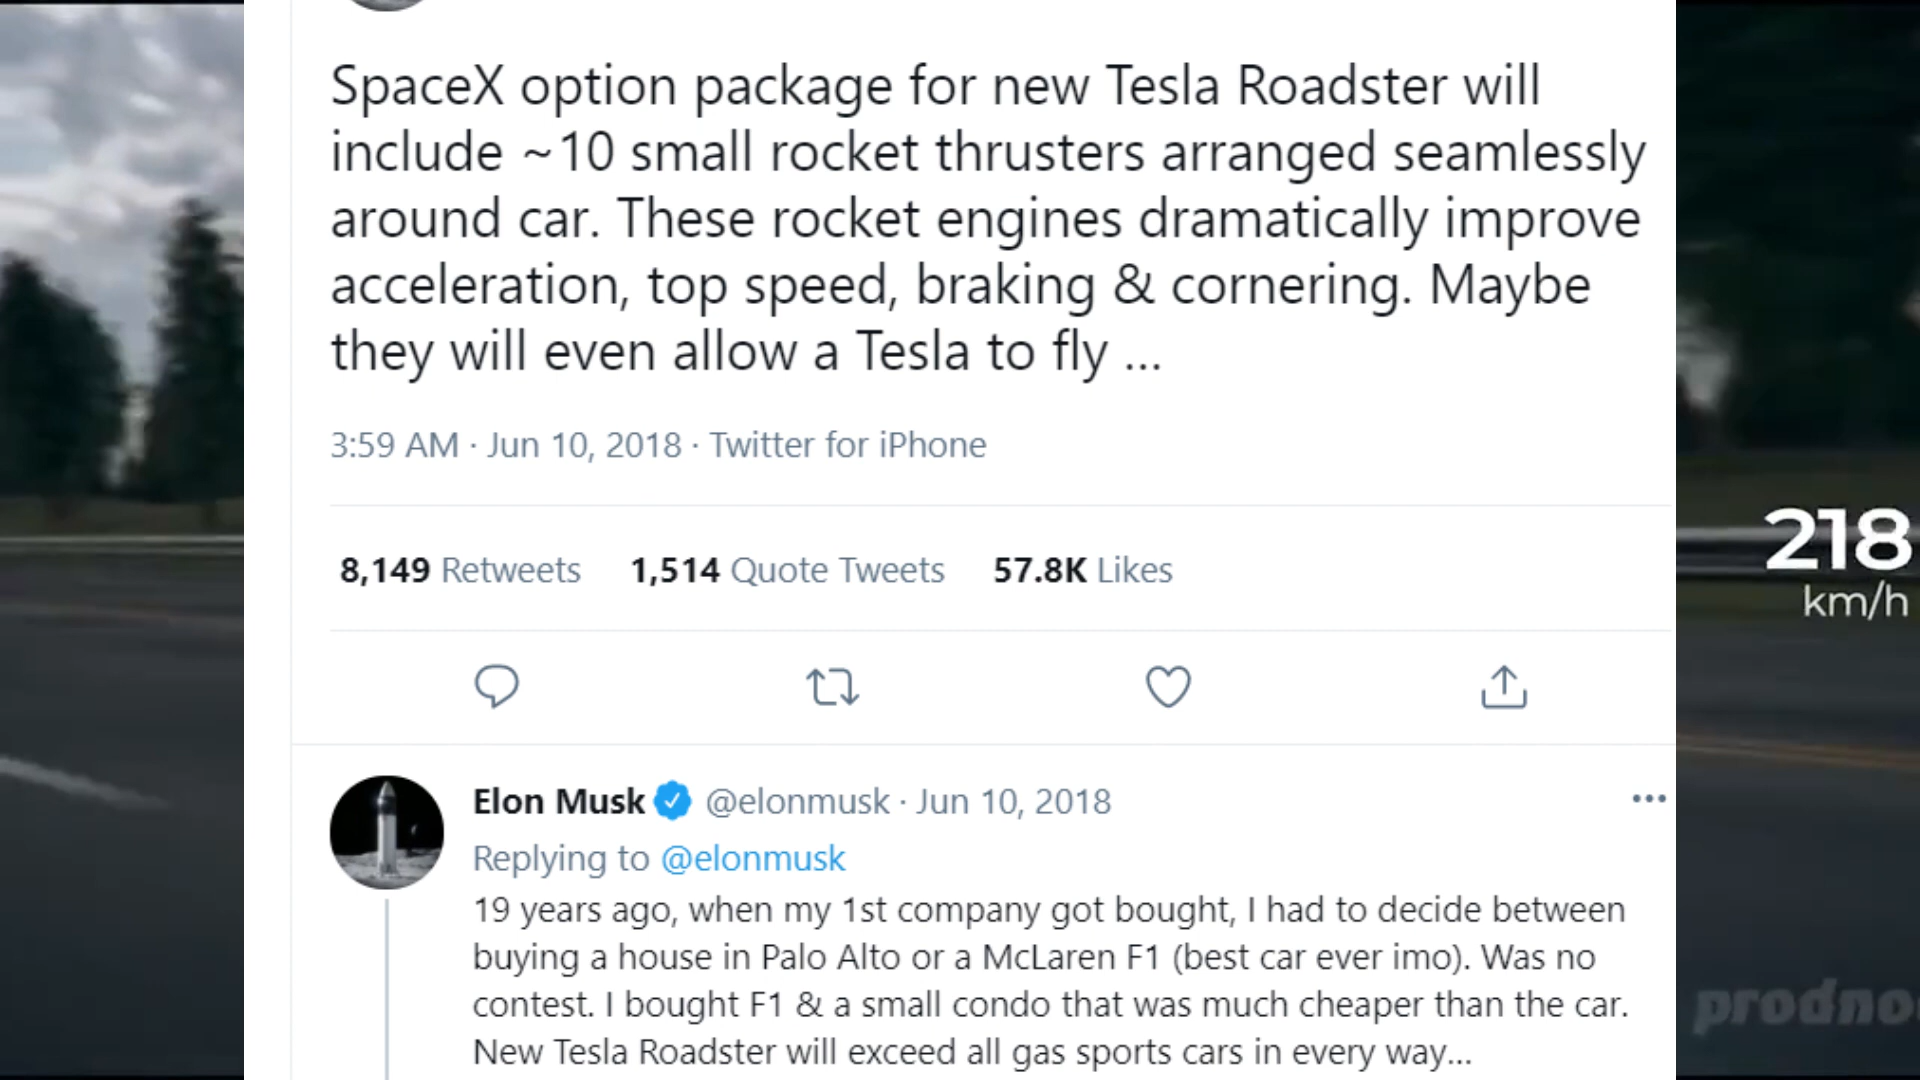 SpaceX option package for new Tesla Roadster will
include ~10 small rocket thrusters arranged seamlessly
around car. These rocket engines dramatically improve
acceleration, top speed, braking & cornering. Maybe
they will even allow a Tesla to fly ...
3:59 AM · Jun 10, 2018 · Twitter for iPhone
8,149 Retweets 1,514 Quote Tweets 57.8K Likes
Elon Musk @elonmusk · Jun 10, 2018
Replying to @elonmusk
19 years ago, when my 1st company got bought, I had to decide between
buying a house in Palo Alto or a McLaren F1 (best car ever imo). Was no
contest. I bought F1 & a small condo that was much cheaper than the car.
New Tesla Roadster will exceed all gas sports cars in every way...
218
km/h